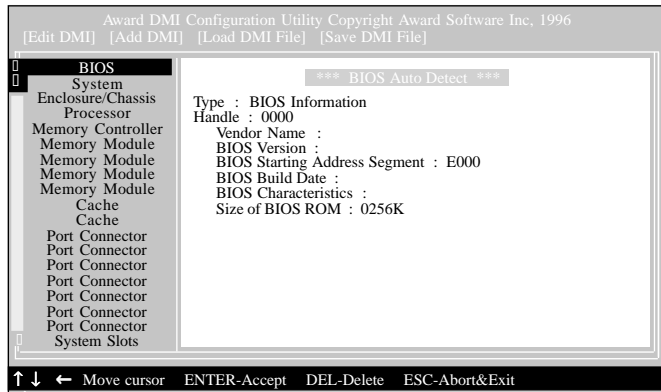 Award DMI Configuration Utility Copyright Award Software Inc, 1996
[Edit DMI] [Add DMI] [Load DMI File] [Save DMI File]
BIOS
System
Enclosure/Chassis
Processor
Memory Controller
Memory Module
Memory Module
Memory Module
Memory Module
Cache
Cache
Port Connector
Port Connector
Port Connector
Port Connector
Port Connector
Port Connector
Port Connector
System Slots
*** BIOS Auto Detect ***
Type : BIOS Information
Handle : 0000
Vendor Name :
BIOS Version :
BIOS Starting Address Segment : E000
BIOS Build Date :
BIOS Characteristics :
Size of BIOS ROM : 0256K
↑↓ ← Move cursor ENTER-Accept DEL-Delete ESC-Abort&Exit